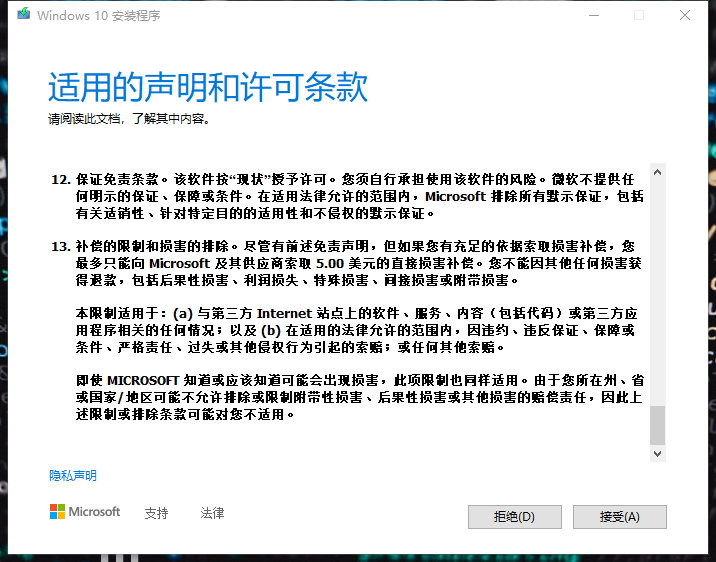 Windows 10 安装程序
适用的声明和许可条款
请阅读此文档，了解其中内容。
12. 保证免责条款。该软件按“现状”授予许可。您须自行承担使用该软件的风险。微软不提供任
何明示的保证、保障或条件。在适用法律允许的范围内，Microsoft 排除所有默示保证，包括
有关适销性、针对特定目的的适用性和不侵权的默示保证。
13. 补偿的限制和损害的排除。尽管有前述免责声明，但如果您有充足的依据索取损害补偿，您
最多只能向 Microsoft 及其供应商索取 5.00 美元的直接损害补偿。您不能因其他任何损害获
得退款，包括后果性损害、利润损失、特殊损害、间接损害或附带损害。
本限制适用于：(a) 与第三方 Internet 站点上的软件、服务、内容（包括代码）或第三方应
用程序相关的任何情况；以及 (b) 在适用的法律允许的范围内，因违约、违反保证、保障或
条件、严格责任、过失或其他侵权行为引起的索赔；或任何其他索赔。
即使 MICROSOFT 知道或应该知道可能会出现损害，此项限制也同样适用。由于您所在州、省
或国家/地区可能不允许排除或限制附带性损害、后果性损害或其他损害的赔偿责任，因此上
述限制或排除条款可能对您不适用。
隐私声明
Microsoft 支持 法律 拒绝(D) 接受(A)